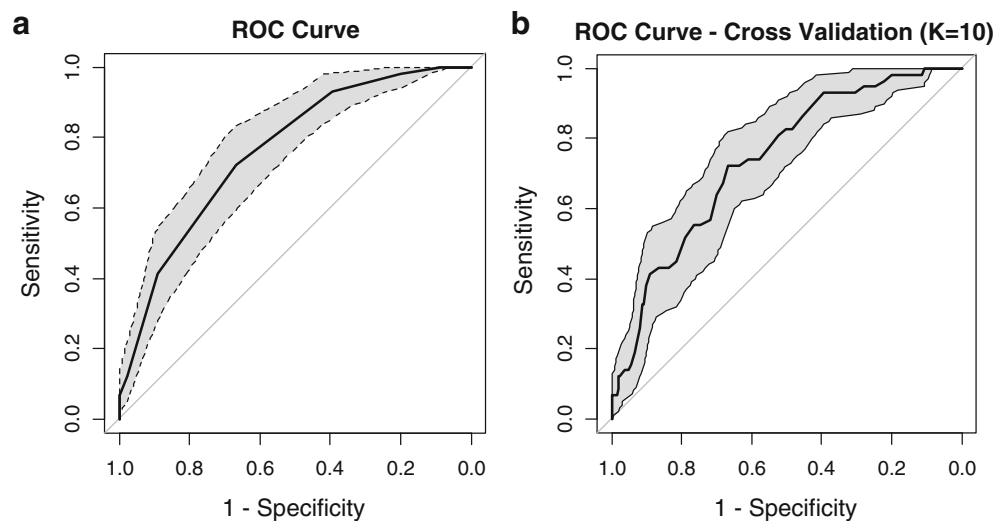 a
ROC Curve
Sensitivity
1.0
0.8
0.6
0.4
0.2
0.0
1.0 0.8 0.6 0.4 0.2 0.0
1 - Specificity
b
ROC Curve - Cross Validation (K=10)
Sensitivity
1.0
0.8
0.6
0.4
0.2
0.0
1.0 0.8 0.6 0.4 0.2 0.0
1 - Specificity